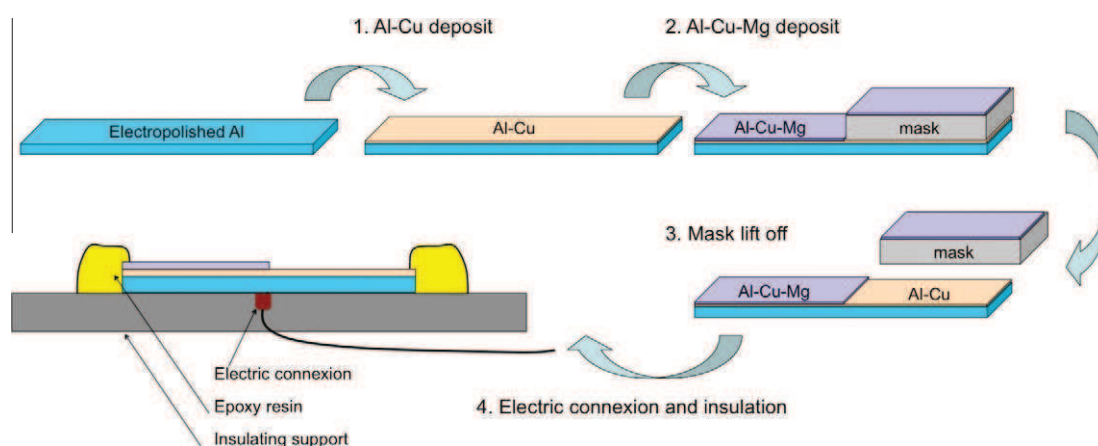 1. Al-Cu deposit
2. Al-Cu-Mg deposit
Electropolished Al
Al-Cu
Al-Cu-Mg
mask
3. Mask lift off
mask
Al-Cu-Mg
Al-Cu
Electric connexion
Epoxy resin
Insulating support
4. Electric connexion and insulation